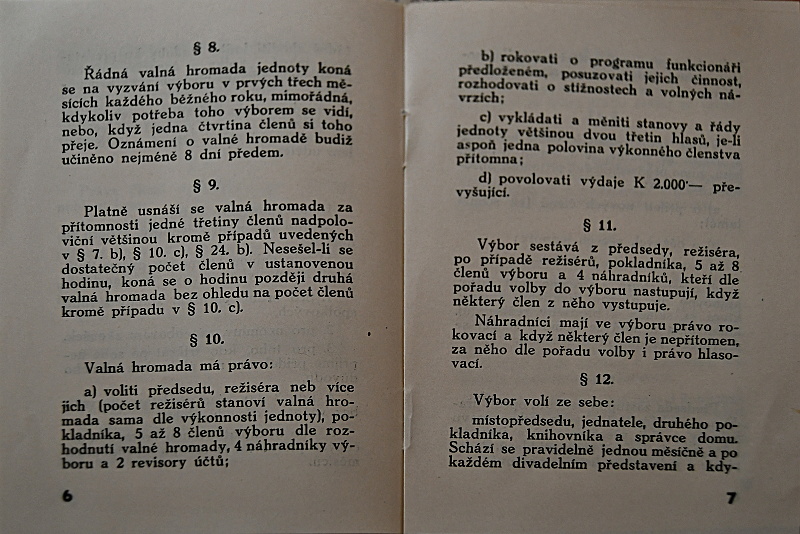 § 8.
Řádná valná hromada jednoty koná
se na vyzvání výboru v prvých třech mě-
sících každého běžného roku, mimořádná,
kdykoliv potřeba toho výborem se vidí,
nebo, když jedna čtvrtina členů si toho
přeje. Oznámení o valné hromadě budiž
učiněno nejméně 8 dní předem.
§ 9.
Platně usnáší se valná hromada za
přítomnosti jedné třetiny členů nadpolo-
viční většinou kromě případů uvedených
v § 7. b), § 10. c), § 24. b). Nesešel-li se
dostatečný počet členů v ustanovenou
hodinu, koná se o hodinu později druhá
valná hromada bez ohledu na počet členů
kromě případu v § 10. c).
§ 10.
Valná hromada má právo:
a) voliti předsedu, režiséra neb více
jich (počet režisérů stanoví valná hro-
mada sama dle výkonnosti jednoty), po-
kladníka, 5 až 8 členů výboru dle roz-
hodnutí valné hromady, 4 náhradníky vý-
boru a 2 revisory účtů;
6
b) rokovati o programu funkcionáři
předloženém, posuzovati jejich činnost,
rozhodovati o stížnostech a volných ná-
vrzích;
c) vykládati a měniti stanovy a řády
jednoty většinou dvou třetin hlasů, je-li
aspoň jedna polovina výkonného členstva
přítomna;
d) povolovati výdaje K 2.000·— pře-
vyšující.
§ 11.
Výbor sestává z předsedy, režiséra,
po případě režisérů, pokladníka, 5 až 8
členů výboru a 4 náhradníků, kteří dle
pořadu volby do výboru nastupují, když
některý člen z něho vystupuje.
Náhradníci mají ve výboru právo ro-
kovací a když některý člen je nepřítomen,
za něho dle pořadu volby i právo hlaso-
vací.
§ 12.
Výbor volí ze sebe:
místopředsedu, jednatele, druhého po-
kladníka, knihovníka a správce domu.
Schází se pravidelně jednou měsíčně a po
každém divadelním představení a kdy-
7